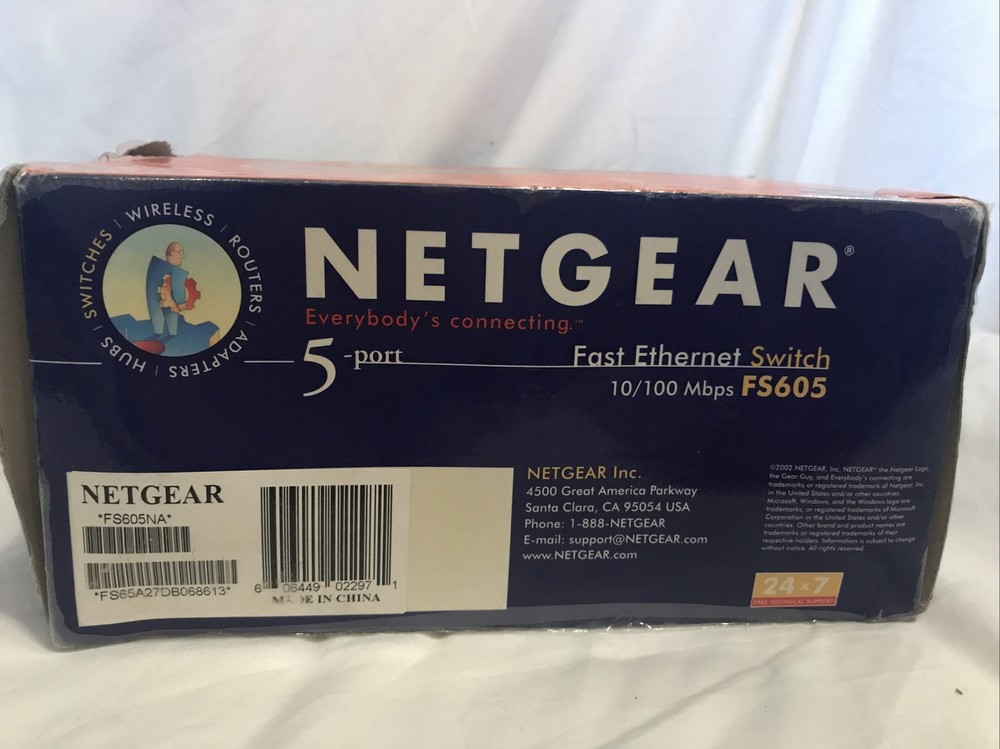 SWITCHES | WIRELESS | ROUTERS | ADAPTERS | HUBS |
NETGEAR®
Everybody's connecting.™
5-port
Fast Ethernet Switch
10/100 Mbps FS605
NETGEAR
*FS605NA*
*FS65A27DB068613*
6 06449 02297 1
MADE IN CHINA
NETGEAR Inc.
4500 Great America Parkway
Santa Clara, CA 95054 USA
Phone: 1-888-NETGEAR
E-mail: support@NETGEAR.com
www.NETGEAR.com
©2002 NETGEAR, Inc. NETGEAR® the Netgear Logo,
the Gear Guy, and Everybody's connecting are
trademarks or registered trademark of Netgear, Inc
in the United States and/or other countries.
Microsoft, Windows, and the Windows logo are
trademarks, or registered trademarks of Microsoft
Corporation in the United States and/or other
countries. Other brand and product names are
trademarks or registered trademarks of their
respective holders. Information is subject to change
without notice. All rights reserved.
24 x 7
FREE TECHNICAL SUPPORT